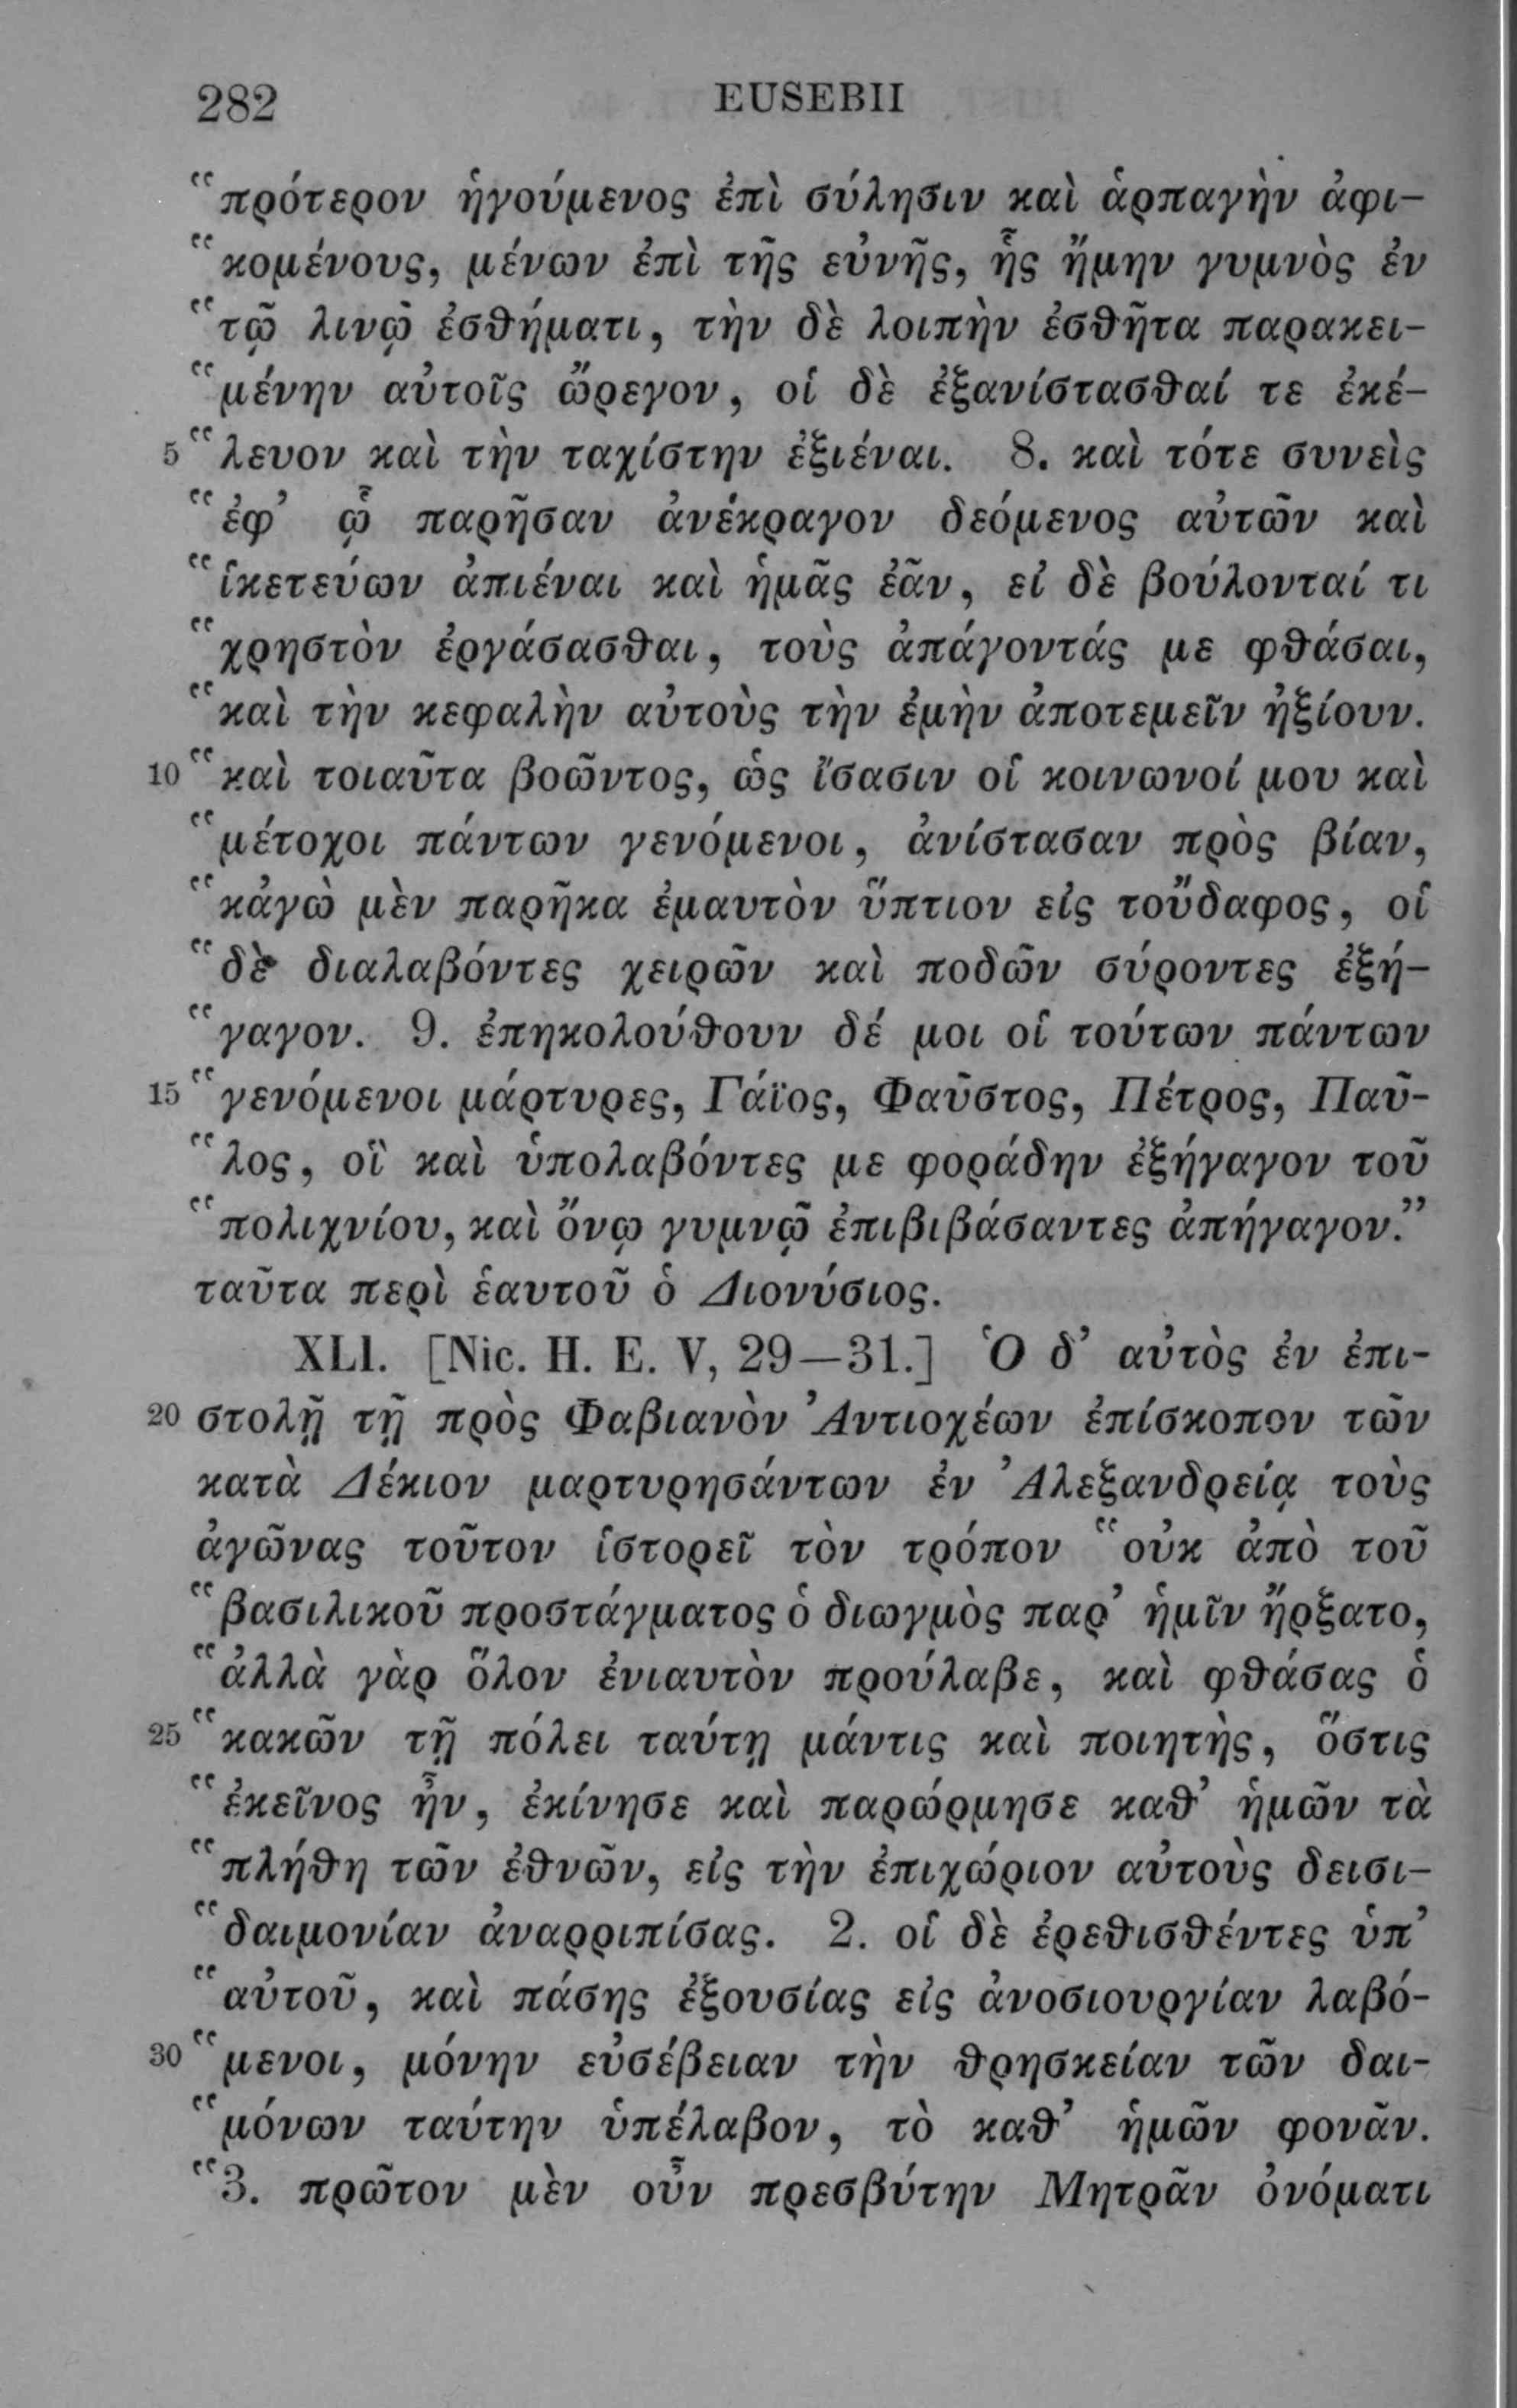 282 EUSEBII
“πρότερον ἡγούμενος ἐπὶ σύλησιν καὶ ἁρπαγὴν ἀφι-
“κομένους, μένων ἐπὶ τῆς εὐνῆς, ἧς ἤμην γυμνὸς ἐν
“τῷ λινῷ ἐσθήματι, τὴν δὲ λοιπὴν ἐσθῆτα παρακει-
“μένην αὐτοῖς ὤρεγον, οἱ δὲ ἐξανίστασθαί τε ἐκέ-
5 “λευον καὶ τὴν ταχίστην ἐξιέναι. 8. καὶ τότε συνεὶς
“ἐφ’ ᾧ παρῆσαν ἀνέκραγον δεόμενος αὐτῶν καὶ
“ἱκετεύων ἀπιέναι καὶ ἡμᾶς ἐᾶν, εἰ δὲ βούλονταί τι
“χρηστὸν ἐργάσασθαι, τοὺς ἀπάγοντάς με φθάσαι,
“καὶ τὴν κεφαλὴν αὐτοὺς τὴν ἐμὴν ἀποτεμεῖν ἠξίουν.
10 “καὶ τοιαῦτα βοῶντος, ὡς ἴσασιν οἱ κοινωνοί μου καὶ
“μέτοχοι πάντων γενόμενοι, ἀνίστασαν πρὸς βίαν,
“κἀγὼ μὲν παρῆκα ἐμαυτὸν ὕπτιον εἰς τοὔδαφος, οἱ
“δὲ διαλαβόντες χειρῶν καὶ ποδῶν σύροντες ἐξή-
“γαγον. 9. ἐπηκολούθουν δέ μοι οἱ τούτων πάντων
15 “γενόμενοι μάρτυρες, Γάϊος, Φαῦστος, Πέτρος, Παῦ-
“λος, οἳ καὶ ὑπολαβόντες με φοράδην ἐξήγαγον τοῦ
“πολιχνίου, καὶ ὄνῳ γυμνῷ ἐπιβιβάσαντες ἀπήγαγον.”
ταῦτα περὶ ἑαυτοῦ ὁ Διονύσιος.
XLI. [Nic. H. E. V, 29—31.] Ὁ δ’ αὐτὸς ἐν ἐπι-
20 στολῇ τῇ πρὸς Φαβιανὸν Ἀντιοχέων ἐπίσκοπον τῶν
κατὰ Δέκιον μαρτυρησάντων ἐν Ἀλεξανδρείᾳ τοὺς
ἀγῶνας τοῦτον ἱστορεῖ τὸν τρόπον “οὐκ ἀπὸ τοῦ
“βασιλικοῦ προστάγματος ὁ διωγμὸς παρ’ ἡμῖν ἤρξατο,
“ἀλλὰ γὰρ ὅλον ἐνιαυτὸν προύλαβε, καὶ φθάσας ὁ
25 “κακῶν τῇ πόλει ταύτῃ μάντις καὶ ποιητὴς, ὅστις
“ἐκεῖνος ἦν, ἐκίνησε καὶ παρώρμησε καθ’ ἡμῶν τὰ
“πλήθη τῶν ἐθνῶν, εἰς τὴν ἐπιχώριον αὐτοὺς δεισι-
“δαιμονίαν ἀναρριπίσας. 2. οἱ δὲ ἐρεθισθέντες ὑπ’
“αὐτοῦ, καὶ πάσης ἐξουσίας εἰς ἀνοσιουργίαν λαβό-
30 “μενοι, μόνην εὐσέβειαν τὴν θρησκείαν τῶν δαι-
“μόνων ταύτην ὑπέλαβον, τὸ καθ’ ἡμῶν φονᾶν.
“3. πρῶτον μὲν οὖν πρεσβύτην Μητρᾶν ὀνόματι